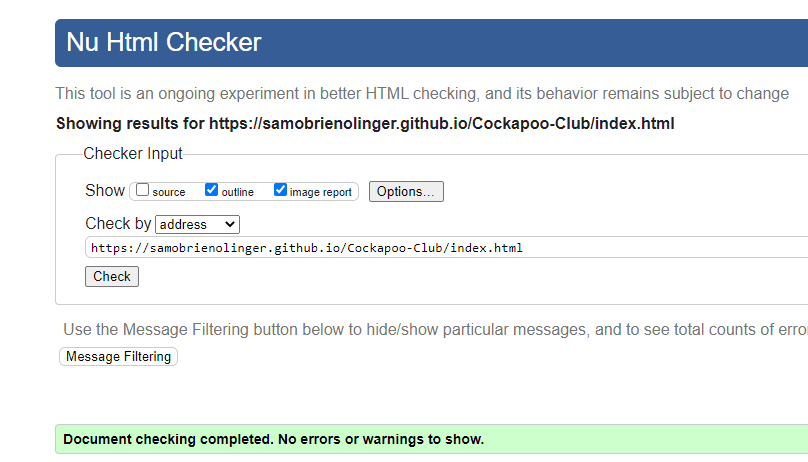 Nu Html Checker
This tool is an ongoing experiment in better HTML checking, and its behavior remains subject to change
Showing results for https://samobrienolinger.github.io/Cockapoo-Club/index.html
Checker Input
Show source outline image report Options...
Check by address
https://samobrienolinger.github.io/Cockapoo-Club/index.html
Check
Use the Message Filtering button below to hide/show particular messages, and to see total counts of
Message Filtering
Document checking completed. No errors or warnings to show.